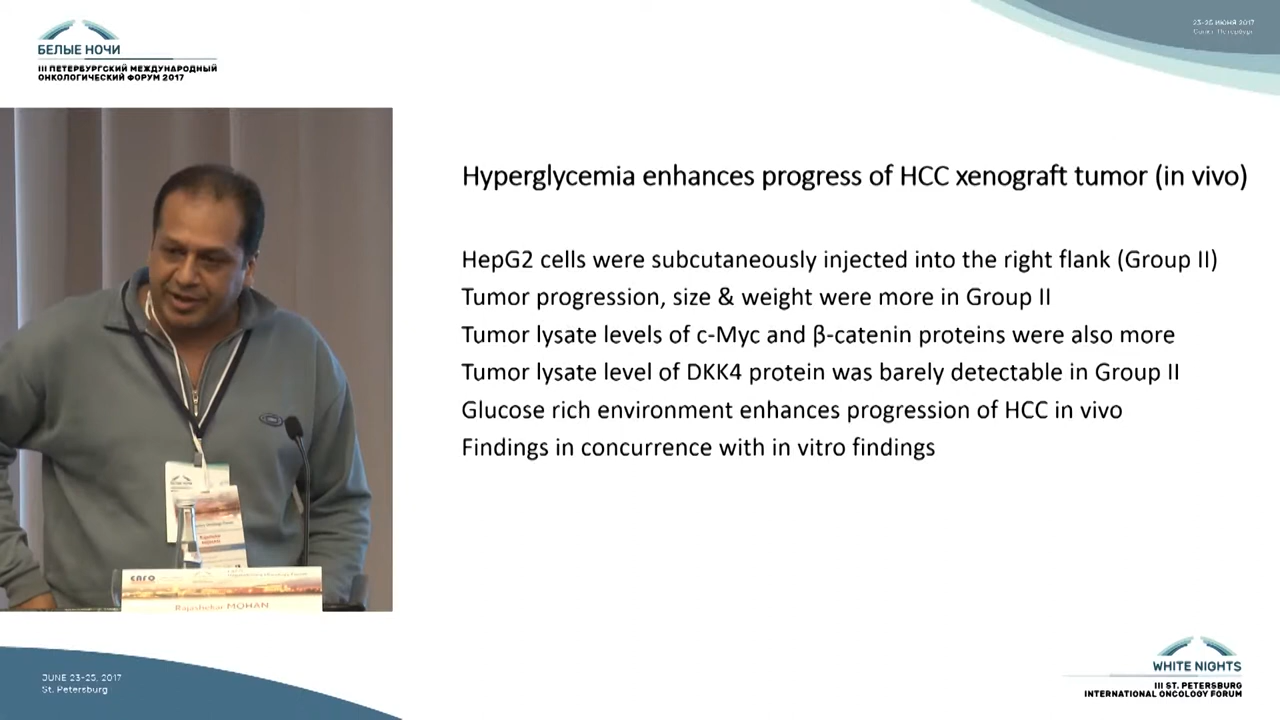 БЕЛЫЕ НОЧИ
III ПЕТЕРБУРГСКИЙ МЕЖДУНАРОДНЫЙ
ОНКОЛОГИЧЕСКИЙ ФОРУМ 2017
23-25 ИЮНЯ 2017
Санкт-Петербург
Hyperglycemia enhances progress of HCC xenograft tumor (in vivo)
HepG2 cells were subcutaneously injected into the right flank (Group II)
Tumor progression, size & weight were more in Group II
Tumor lysate levels of c-Myc and β-catenin proteins were also more
Tumor lysate level of DKK4 protein was barely detectable in Group II
Glucose rich environment enhances progression of HCC in vivo
Findings in concurrence with in vitro findings
Rajashekar MOHAN
JUNE 23-25, 2017
St. Petersburg
WHITE NIGHTS
III ST. PETERSBURG
INTERNATIONAL ONCOLOGY FORUM